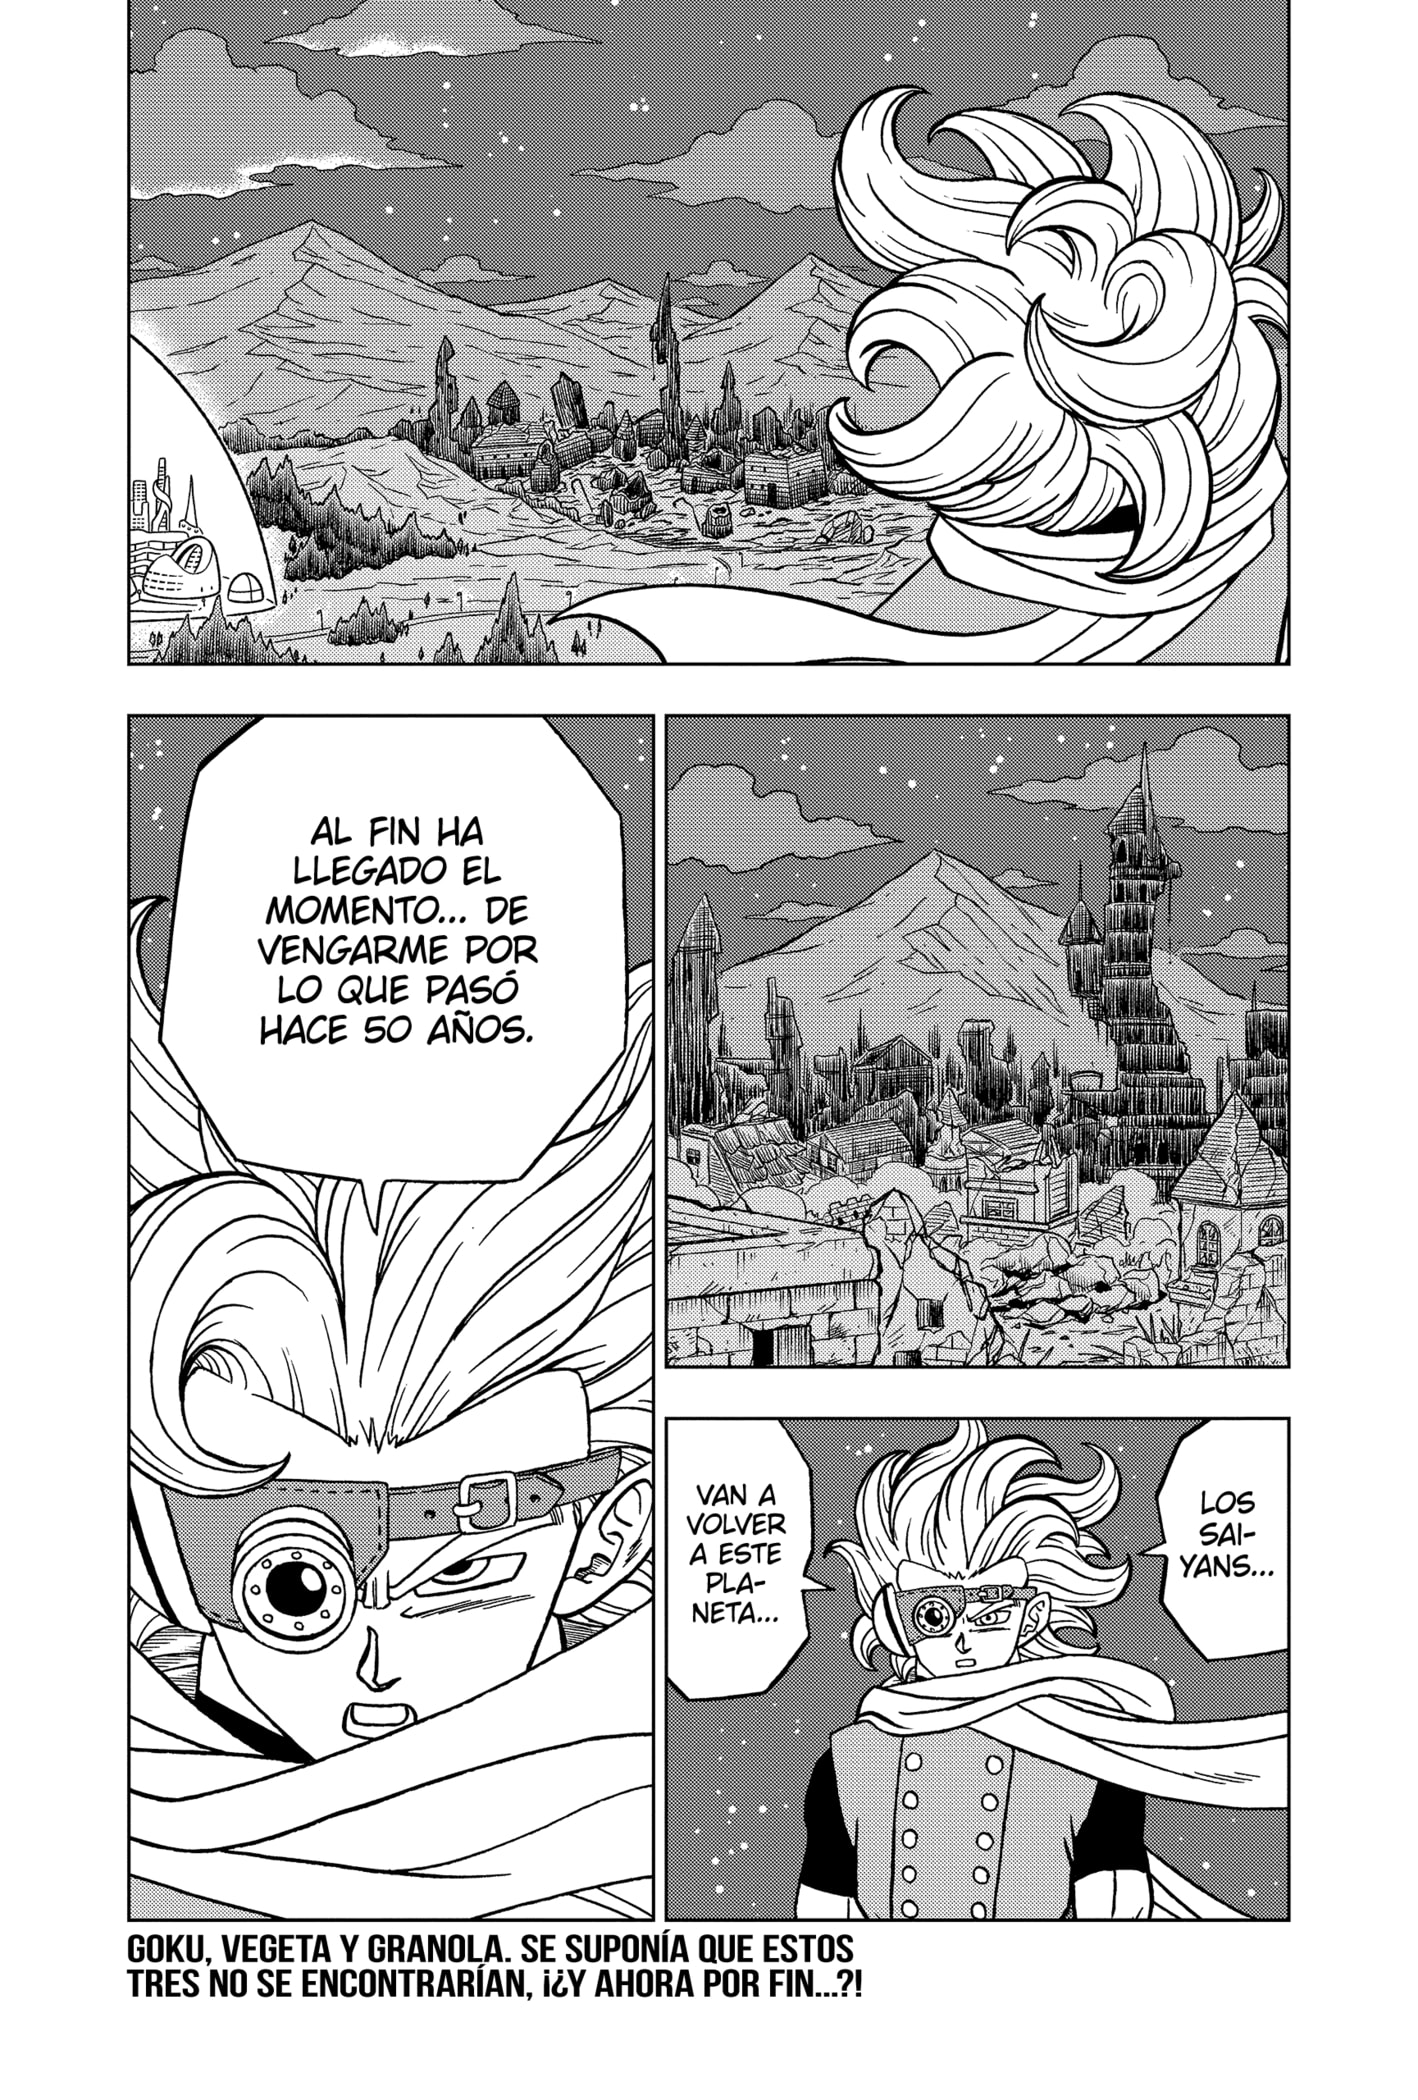 LOS
SAI-
YANS...
VAN A
VOLVER
A ESTE
PLA-
NETA...
AL FIN HA
LLEGADO EL
MOMENTO... DE
VENGARME POR
LO QUE PASÓ
HACE 50 AÑOS.
GOKU, VEGETA Y GRANOLA. SE SUPONÍA QUE ESTOS
TRES NO SE ENCONTRARÍAN, ¡¿Y AHORA POR FIN...?!